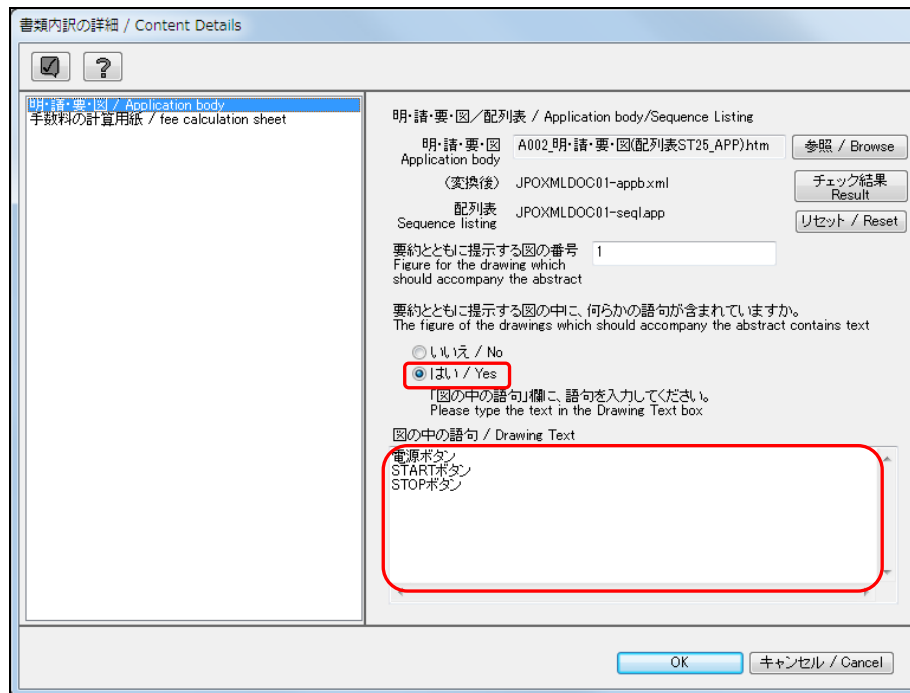 書類内訳の詳細 / Content Details
?
明・請・要・図 / Application body
手数料の計算用紙 / fee calculation sheet
明・請・要・図／配列表 / Application body/Sequence Listing
明・請・要・図
Application body
A002_明・請・要・図(配列表ST25_APP).htm
参照 / Browse
(変換後)
JPOXMLDOC01-appb.xml
チェック結果
Result
配列表
Sequence listing
JPOXMLDOC01-seql.app
リセット / Reset
要約とともに提示する図の番号
1
Figure for the drawing which
should accompany the abstract
要約とともに提示する図の中に、何らかの語句が含まれていますか。
The figure of the drawings which should accompany the abstract contains text
いいえ / No
はい / Yes
「図の中の語句」欄に、語句を入力してください。
Please type the text in the Drawing Text box
図の中の語句 / Drawing Text
電源ボタン
STARTボタン
STOPボタン
OK
キャンセル / Cancel